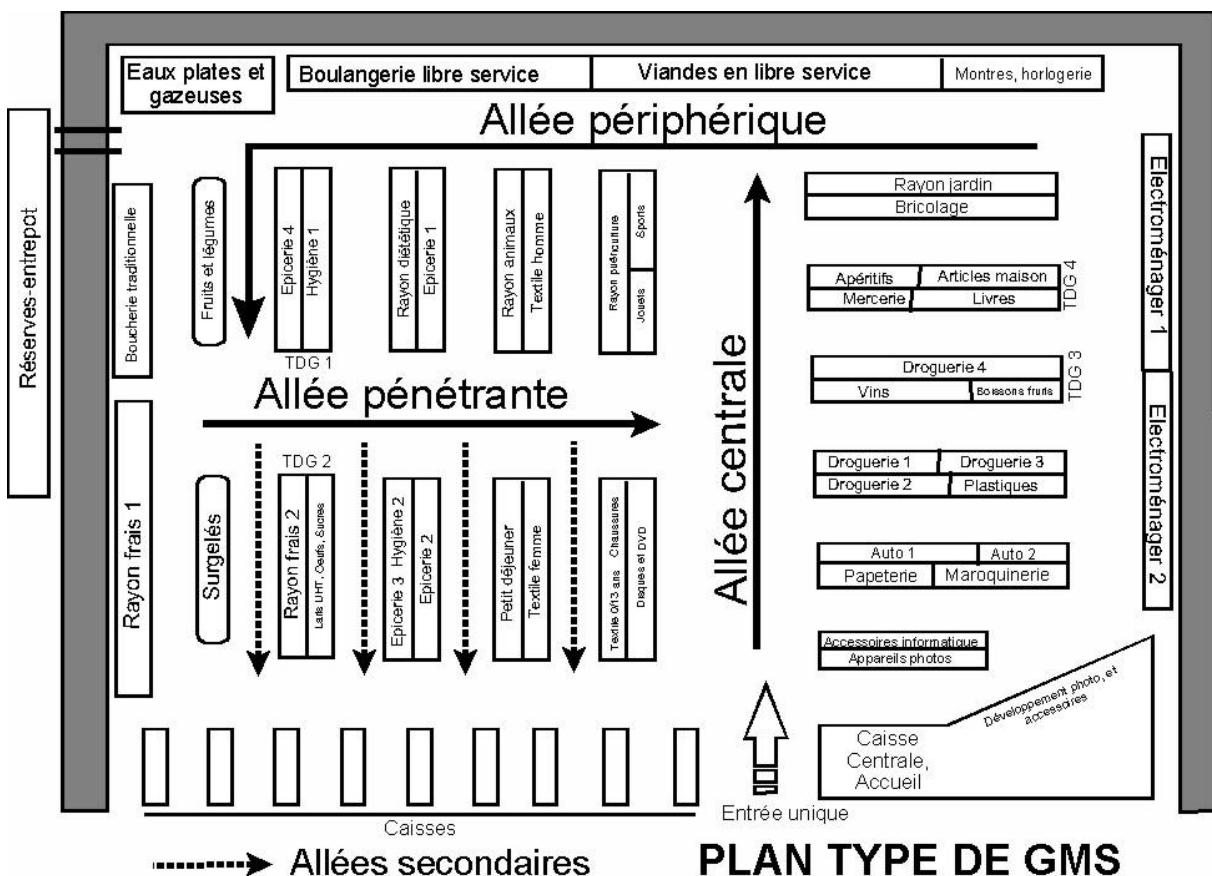 Eaux plates et
gazeuses
Boulangerie libre service
Viandes en libre service
Montres, horlogerie
Allée périphérique
Réserves-entrepot
Boucherie traditionnelle
Fruits et légumes
Epicerie 4
Hygiène 1
TDG 1
Rayon diététique
Epicerie 1
Rayon animaux
Textile homme
Rayon puériculture
Jouets
Sports
Rayon jardin
Bricolage
Apéritifs
Articles maison
Mercerie
Livres
TDG 4
Electroménager 1
Allée pénétrante
Allée centrale
Droguerie 4
Vins
Boissons fruits
TDG 3
Electroménager 2
Rayon frais 1
Surgelés
TDG 2
Rayon frais 2
Laits UHT, Oeufs, Sucres
Epicerie 3 Hygiène 2
Epicerie 2
Petit déjeuner
Textile femme
Textile 0/13 ans Chaussures
Disques et DVD
Droguerie 1
Droguerie 3
Droguerie 2
Plastiques
Auto 1
Auto 2
Papeterie
Maroquinerie
Accessoires informatique
Appareils photos
Développement photo, et
accessoires
Caisse
Centrale,
Accueil
Entrée unique
Caisses
Allées secondaires
PLAN TYPE DE GMS